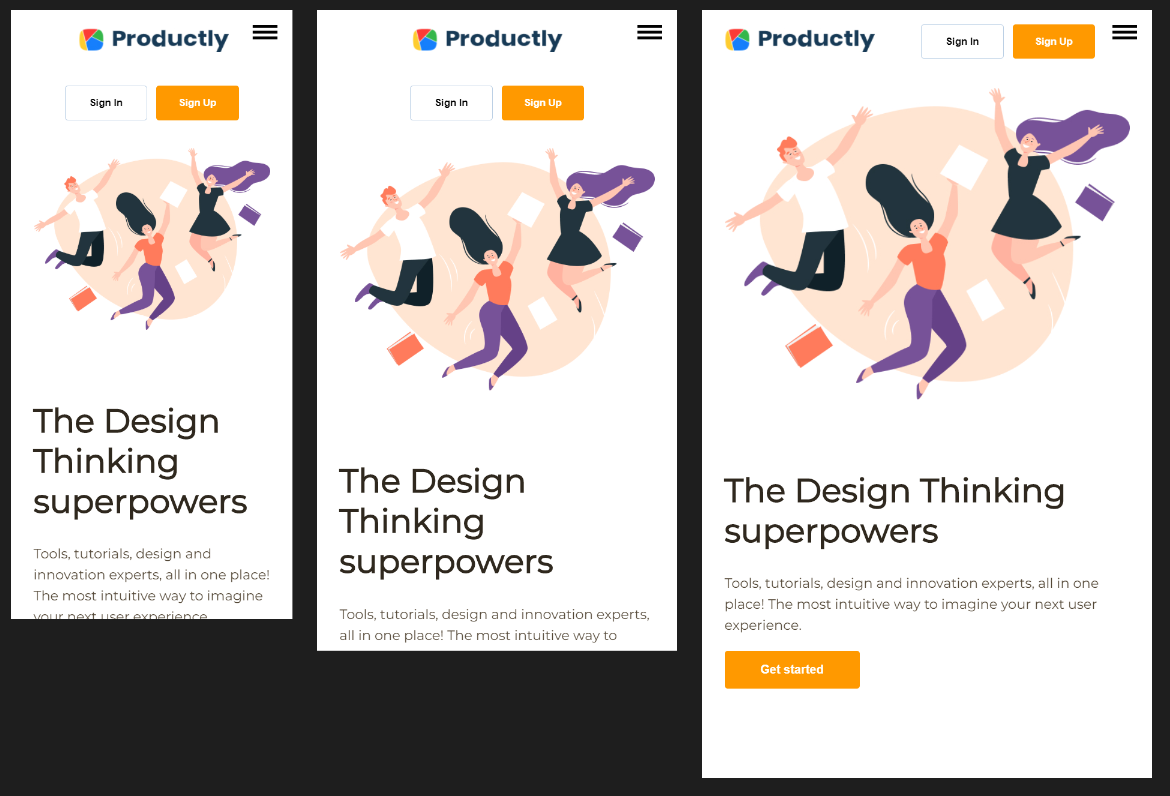 Productly
Sign In
Sign Up
The Design
Thinking
superpowers
Tools, tutorials, design and
innovation experts, all in one place!
The most intuitive way to imagine
your next user experience
Productly
Sign In
Sign Up
The Design
Thinking
superpowers
Tools, tutorials, design and innovation experts,
all in one place! The most intuitive way to
Productly
Sign In
Sign Up
The Design Thinking
superpowers
Tools, tutorials, design and innovation experts, all in one
place! The most intuitive way to imagine your next user
experience.
Get started